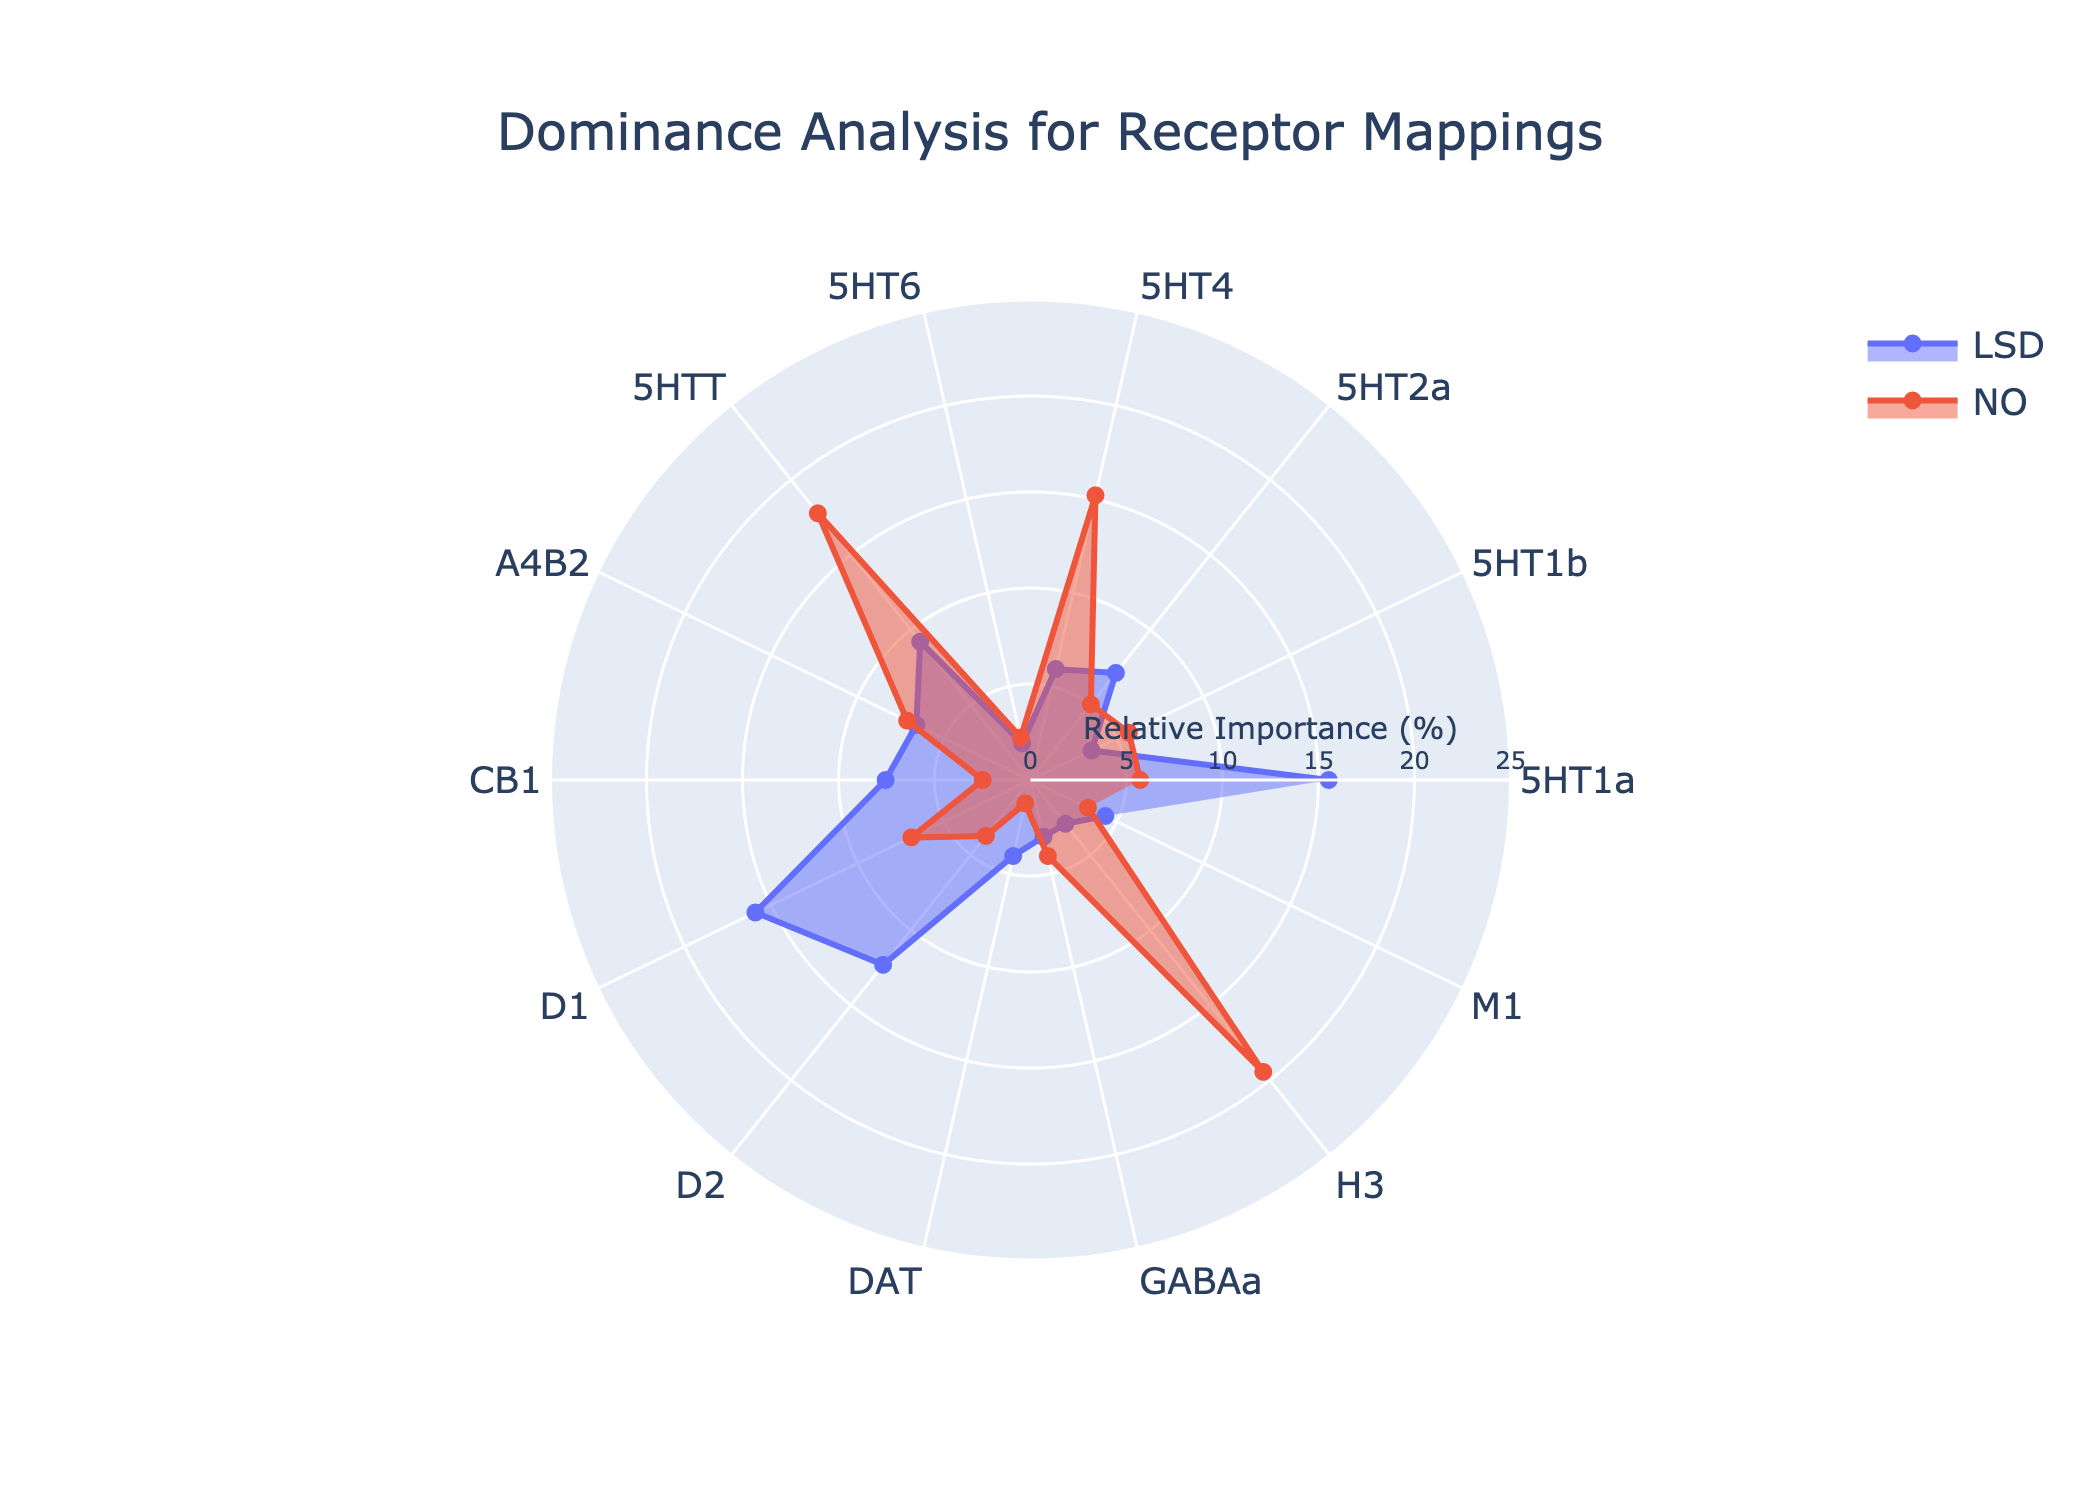 Dominance Analysis for Receptor Mappings
5HT6
5HT4
5HTT
5HT2a
LSD
NO
A4B2
5HT1b
Relative Importance (%)
0 5 10 15 20 25
CB1
5HT1a
D1
M1
D2
H3
DAT
GABAa